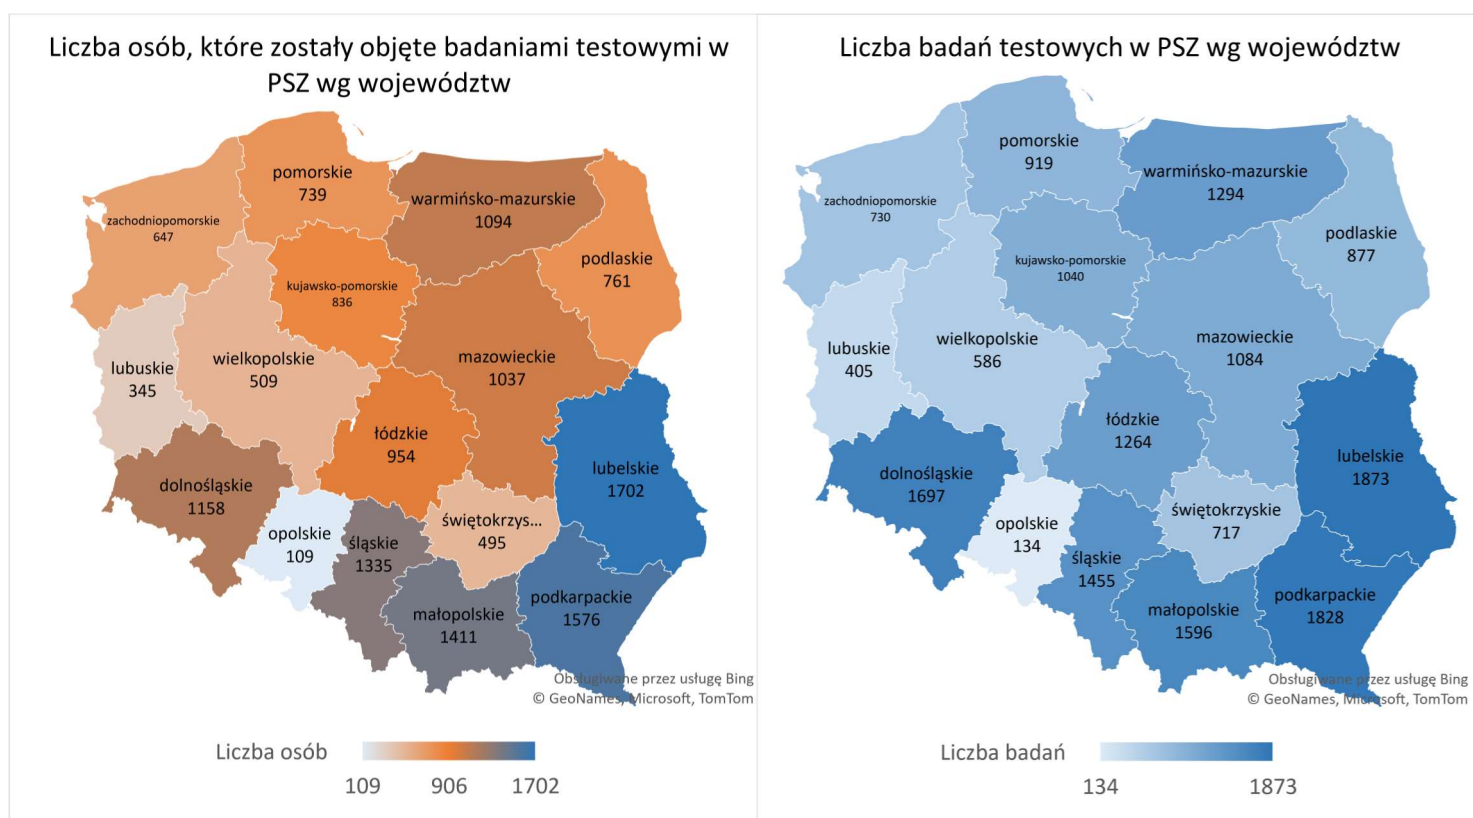 Liczba osób, które zostały objęte badaniami testowymi w
PSZ wg województw
pomorskie
739
warmińsko-mazurskie
1094
zachodniopomorskie
647
podlaskie
761
kujawsko-pomorskie
836
wielkopolskie
509
mazowieckie
1037
lubuskie
345
łódzkie
954
lubelskie
1702
dolnośląskie
1158
opolskie
109
śląskie
1335
świętokrzys...
495
podkarpackie
1576
małopolskie
1411
Obsługiwane przez usługę Bing
© GeoNames, Microsoft, TomTom
Liczba osób
109 906 1702
Liczba badań testowych w PSZ wg województw
pomorskie
919
warmińsko-mazurskie
1294
zachodniopomorskie
730
podlaskie
877
kujawsko-pomorskie
1040
wielkopolskie
586
mazowieckie
1084
lubuskie
405
łódzkie
1264
lubelskie
1873
dolnośląskie
1697
opolskie
134
śląskie
1455
świętokrzyskie
717
podkarpackie
1828
małopolskie
1596
Obsługiwane przez usługę Bing
© GeoNames, Microsoft, TomTom
Liczba badań
134 1873